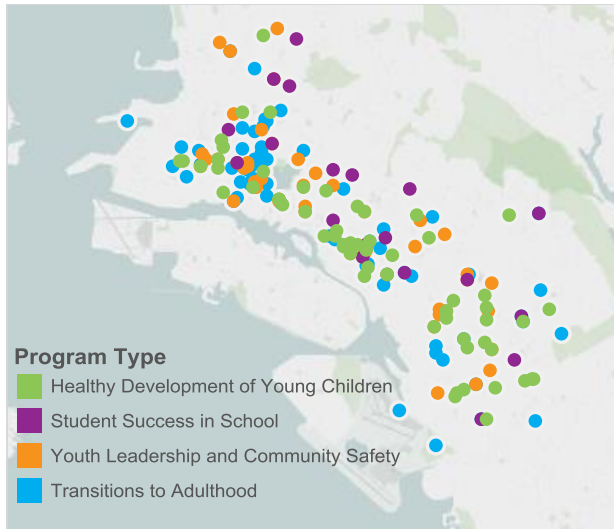 Program Type
Healthy Development of Young Children
Student Success in School
Youth Leadership and Community Safety
Transitions to Adulthood